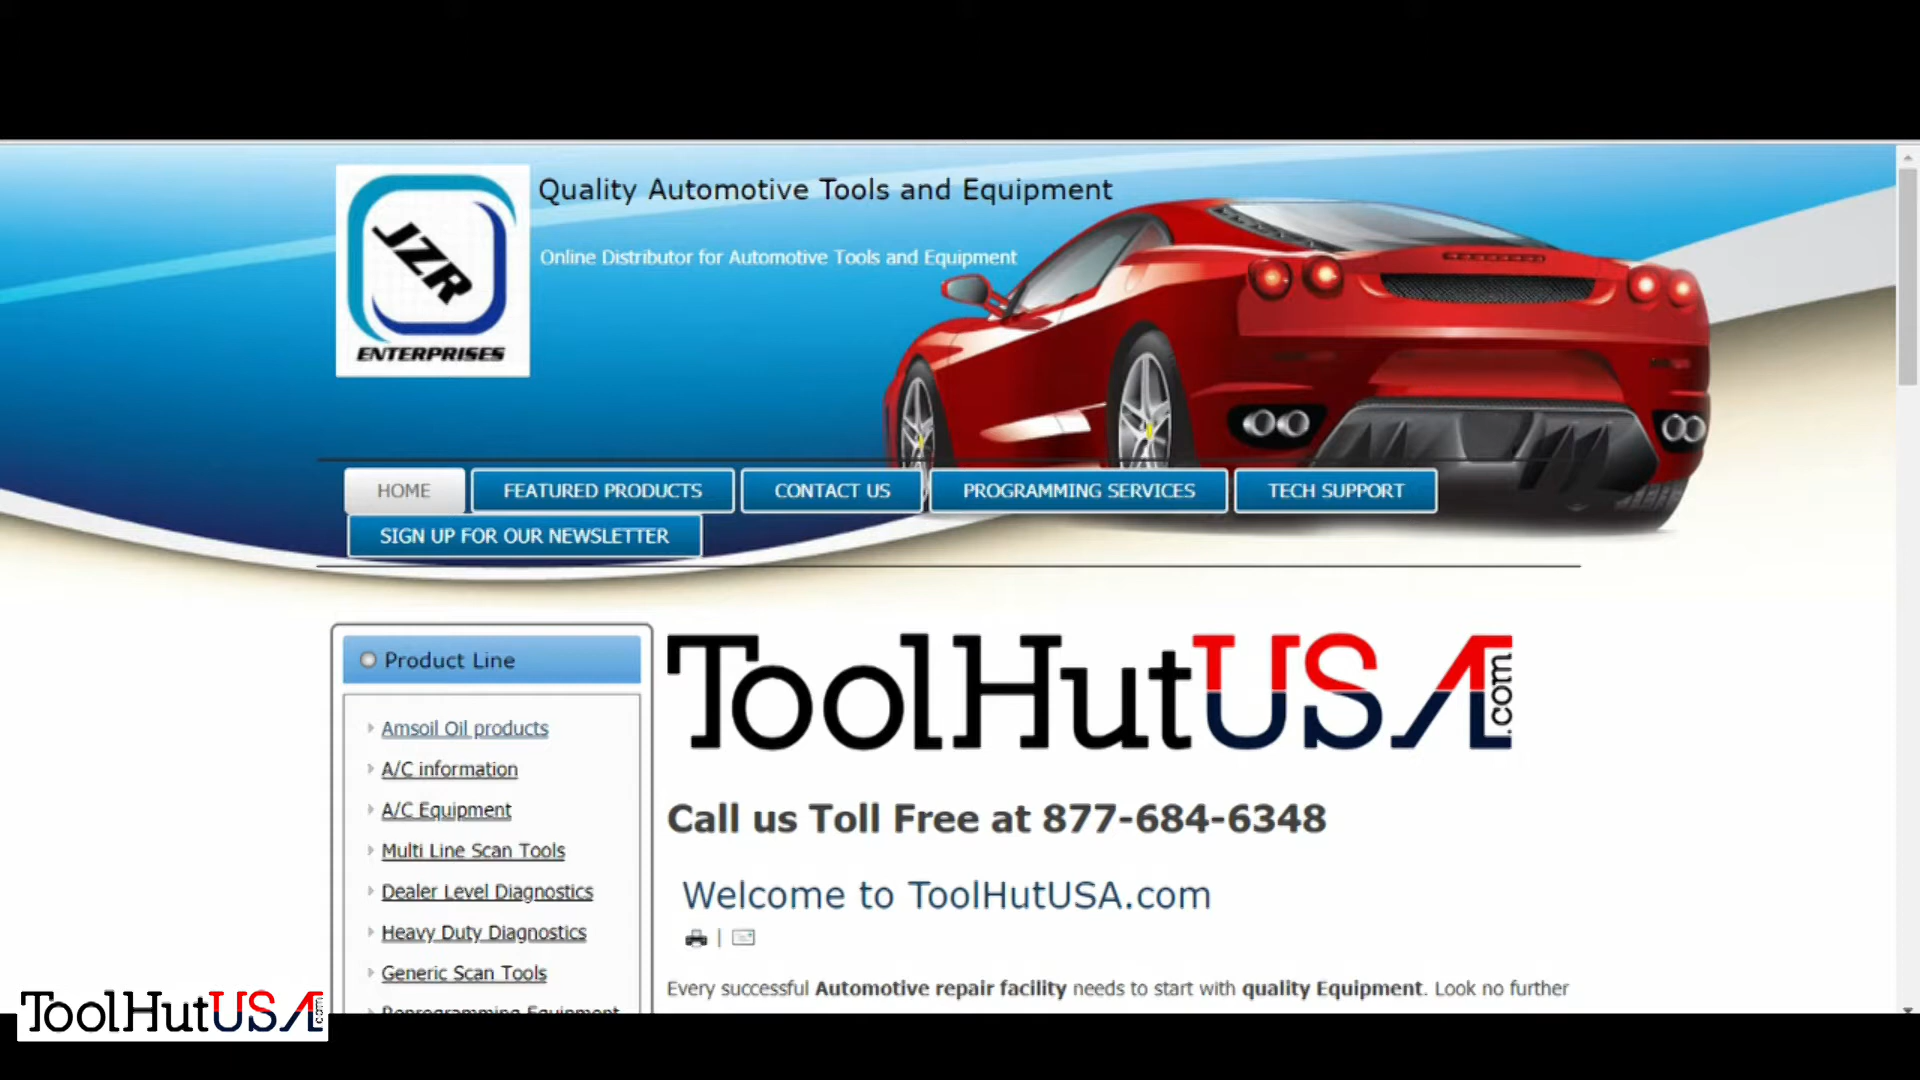 Quality Automotive Tools and Equipment
JZR
Online Distributor for Automotive Tools and Equipment
ENTERPRISES
HOME
FEATURED PRODUCTS
CONTACT US
PROGRAMMING SERVICES
TECH SUPPORT
SIGN UP FOR OUR NEWSLETTER
Product Line
Amsoil Oil products
A/C information
A/C Equipment
Multi Line Scan Tools
Dealer Level Diagnostics
Heavy Duty Diagnostics
Generic Scan Tools
Reprogramming Equipment
ToolHutUSA.com
Call us Toll Free at 877-684-6348
Welcome to ToolHutUSA.com
Every successful Automotive repair facility needs to start with quality Equipment. Look no further
ToolHutUSA.com